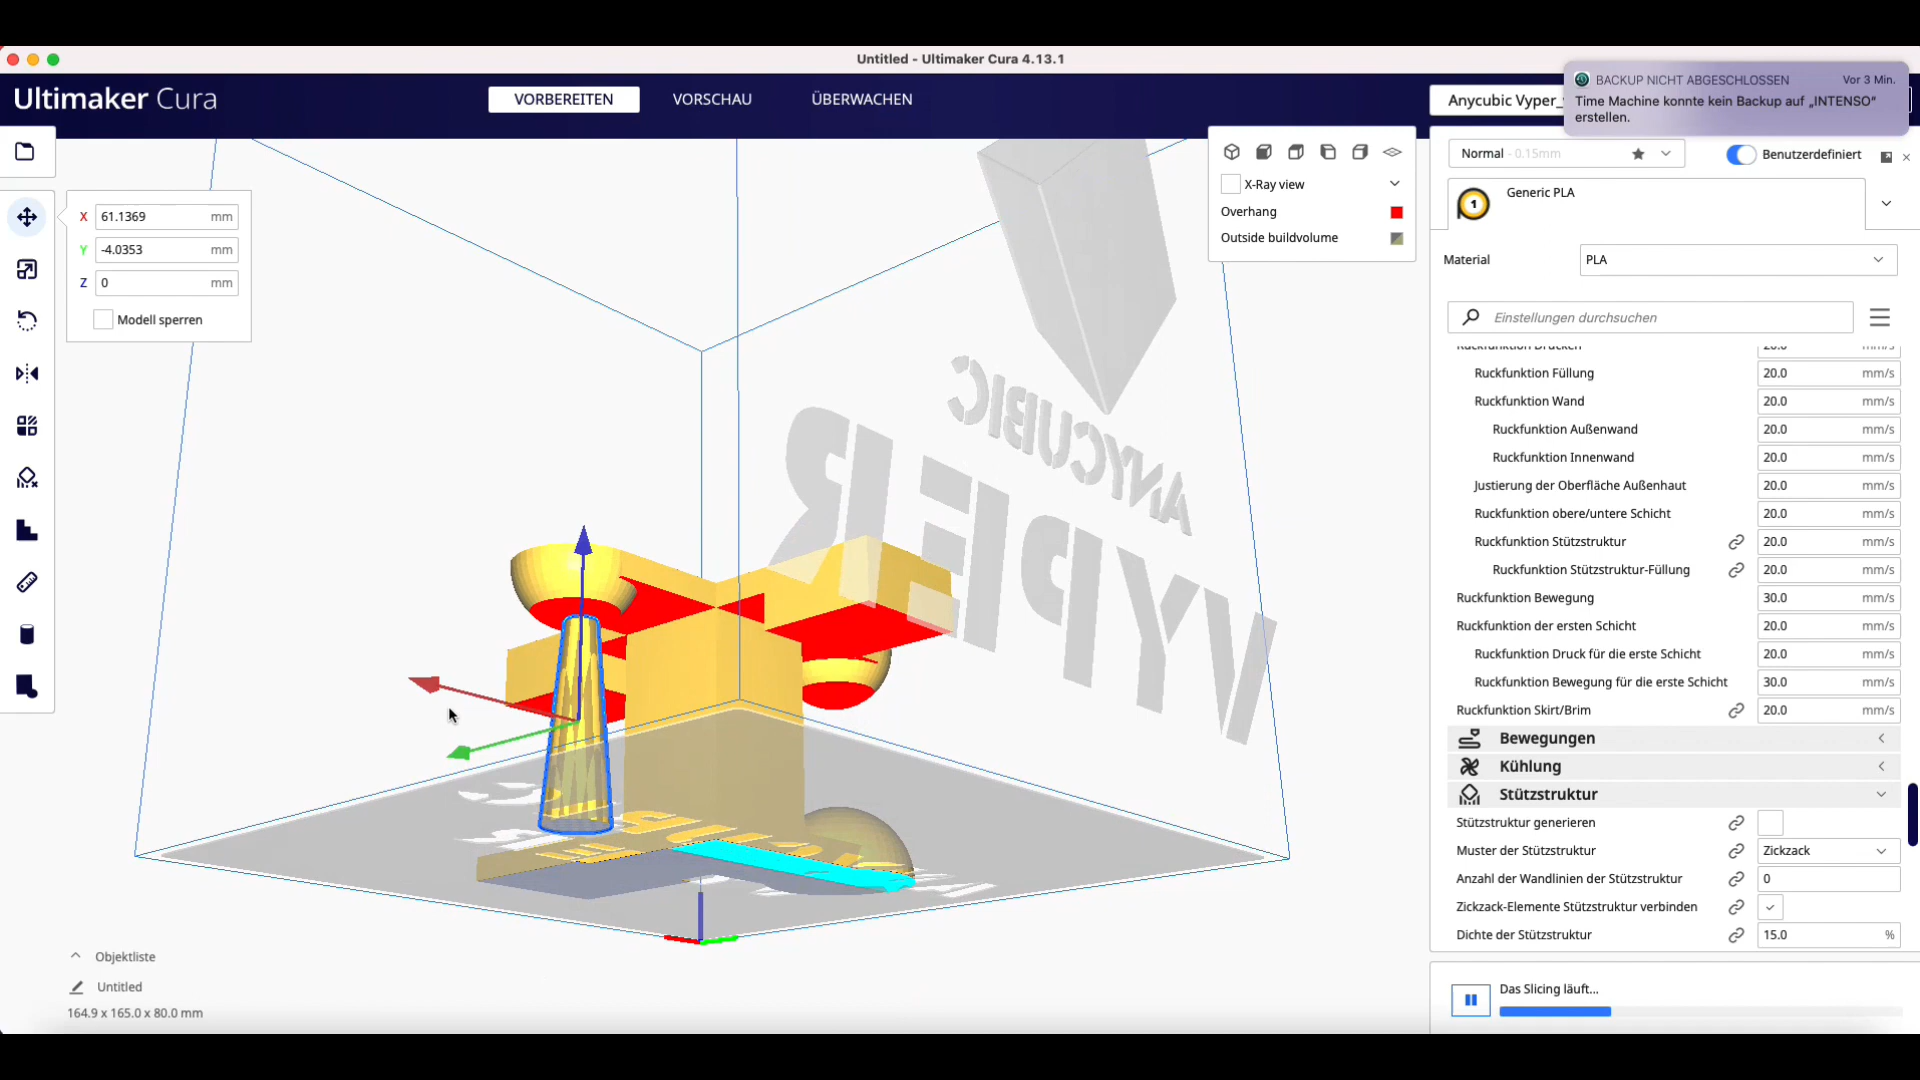 Untitled - Ultimaker Cura 4.13.1
Ultimaker Cura
VORBEREITEN
VORSCHAU
ÜBERWACHEN
Anycubic Vyper_
BACKUP NICHT ABGESCHLOSSEN
Vor 3 Min.
Time Machine konnte kein Backup auf „INTENSO“
erstellen.
X 61.1369 mm
Y -4.0353 mm
Z 0 mm
Modell sperren
X-Ray view
Overhang
Outside buildvolume
Normal - 0.15mm
Benutzerdefiniert
1
Generic PLA
Material PLA
Einstellungen durchsuchen
Ruckfunktion Drucken 20.0 mm/s
Ruckfunktion Füllung 20.0 mm/s
Ruckfunktion Wand 20.0 mm/s
Ruckfunktion Außenwand 20.0 mm/s
Ruckfunktion Innenwand 20.0 mm/s
Justierung der Oberfläche Außenhaut 20.0 mm/s
Ruckfunktion obere/untere Schicht 20.0 mm/s
Ruckfunktion Stützstruktur 20.0 mm/s
Ruckfunktion Stützstruktur-Füllung 20.0 mm/s
Ruckfunktion Bewegung 30.0 mm/s
Ruckfunktion der ersten Schicht 20.0 mm/s
Ruckfunktion Druck für die erste Schicht 20.0 mm/s
Ruckfunktion Bewegung für die erste Schicht 30.0 mm/s
Ruckfunktion Skirt/Brim 20.0 mm/s
Bewegungen
Kühlung
Stützstruktur
Stützstruktur generieren
Muster der Stützstruktur Zickzack
Anzahl der Wandlinien der Stützstruktur 0
Zickzack-Elemente Stützstruktur verbinden
Dichte der Stützstruktur 15.0 %
Das Slicing läuft...
ANYCUBIC
VYPER
Objektliste
Untitled
164.9 x 165.0 x 80.0 mm